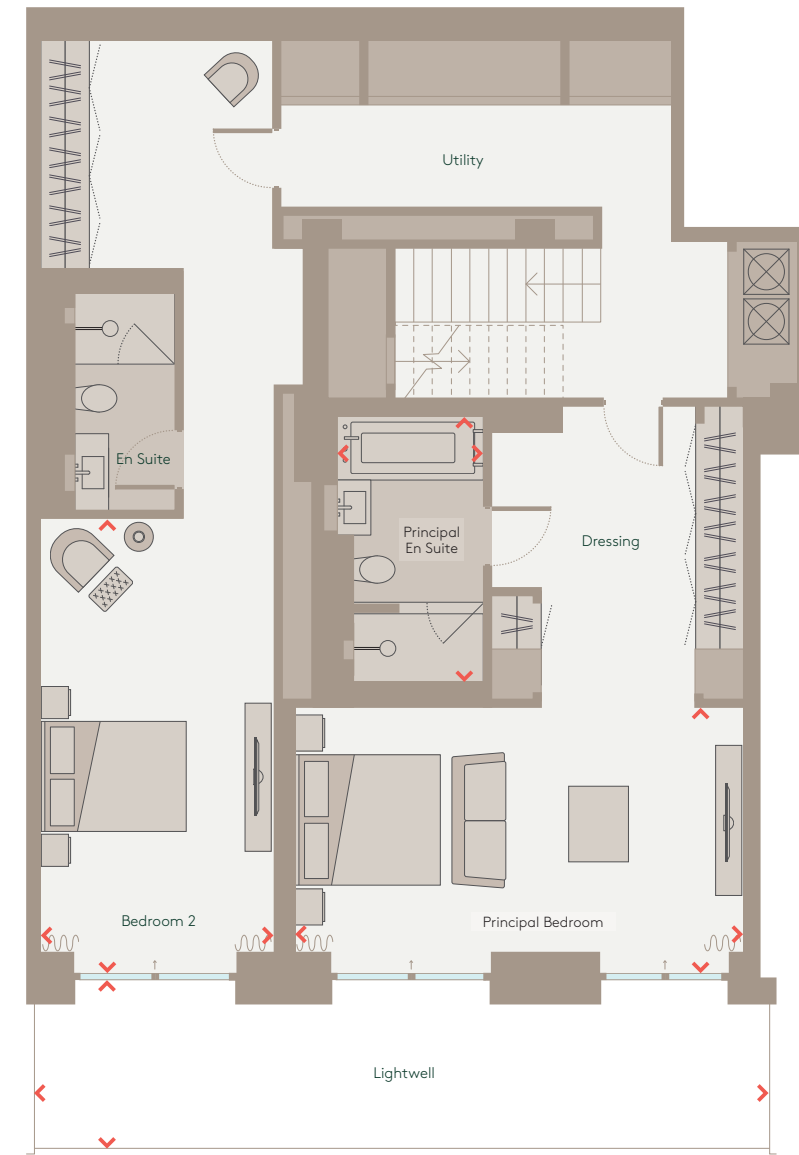 Utility
En Suite
Principal
En Suite
Dressing
Bedroom 2
Principal Bedroom
Lightwell